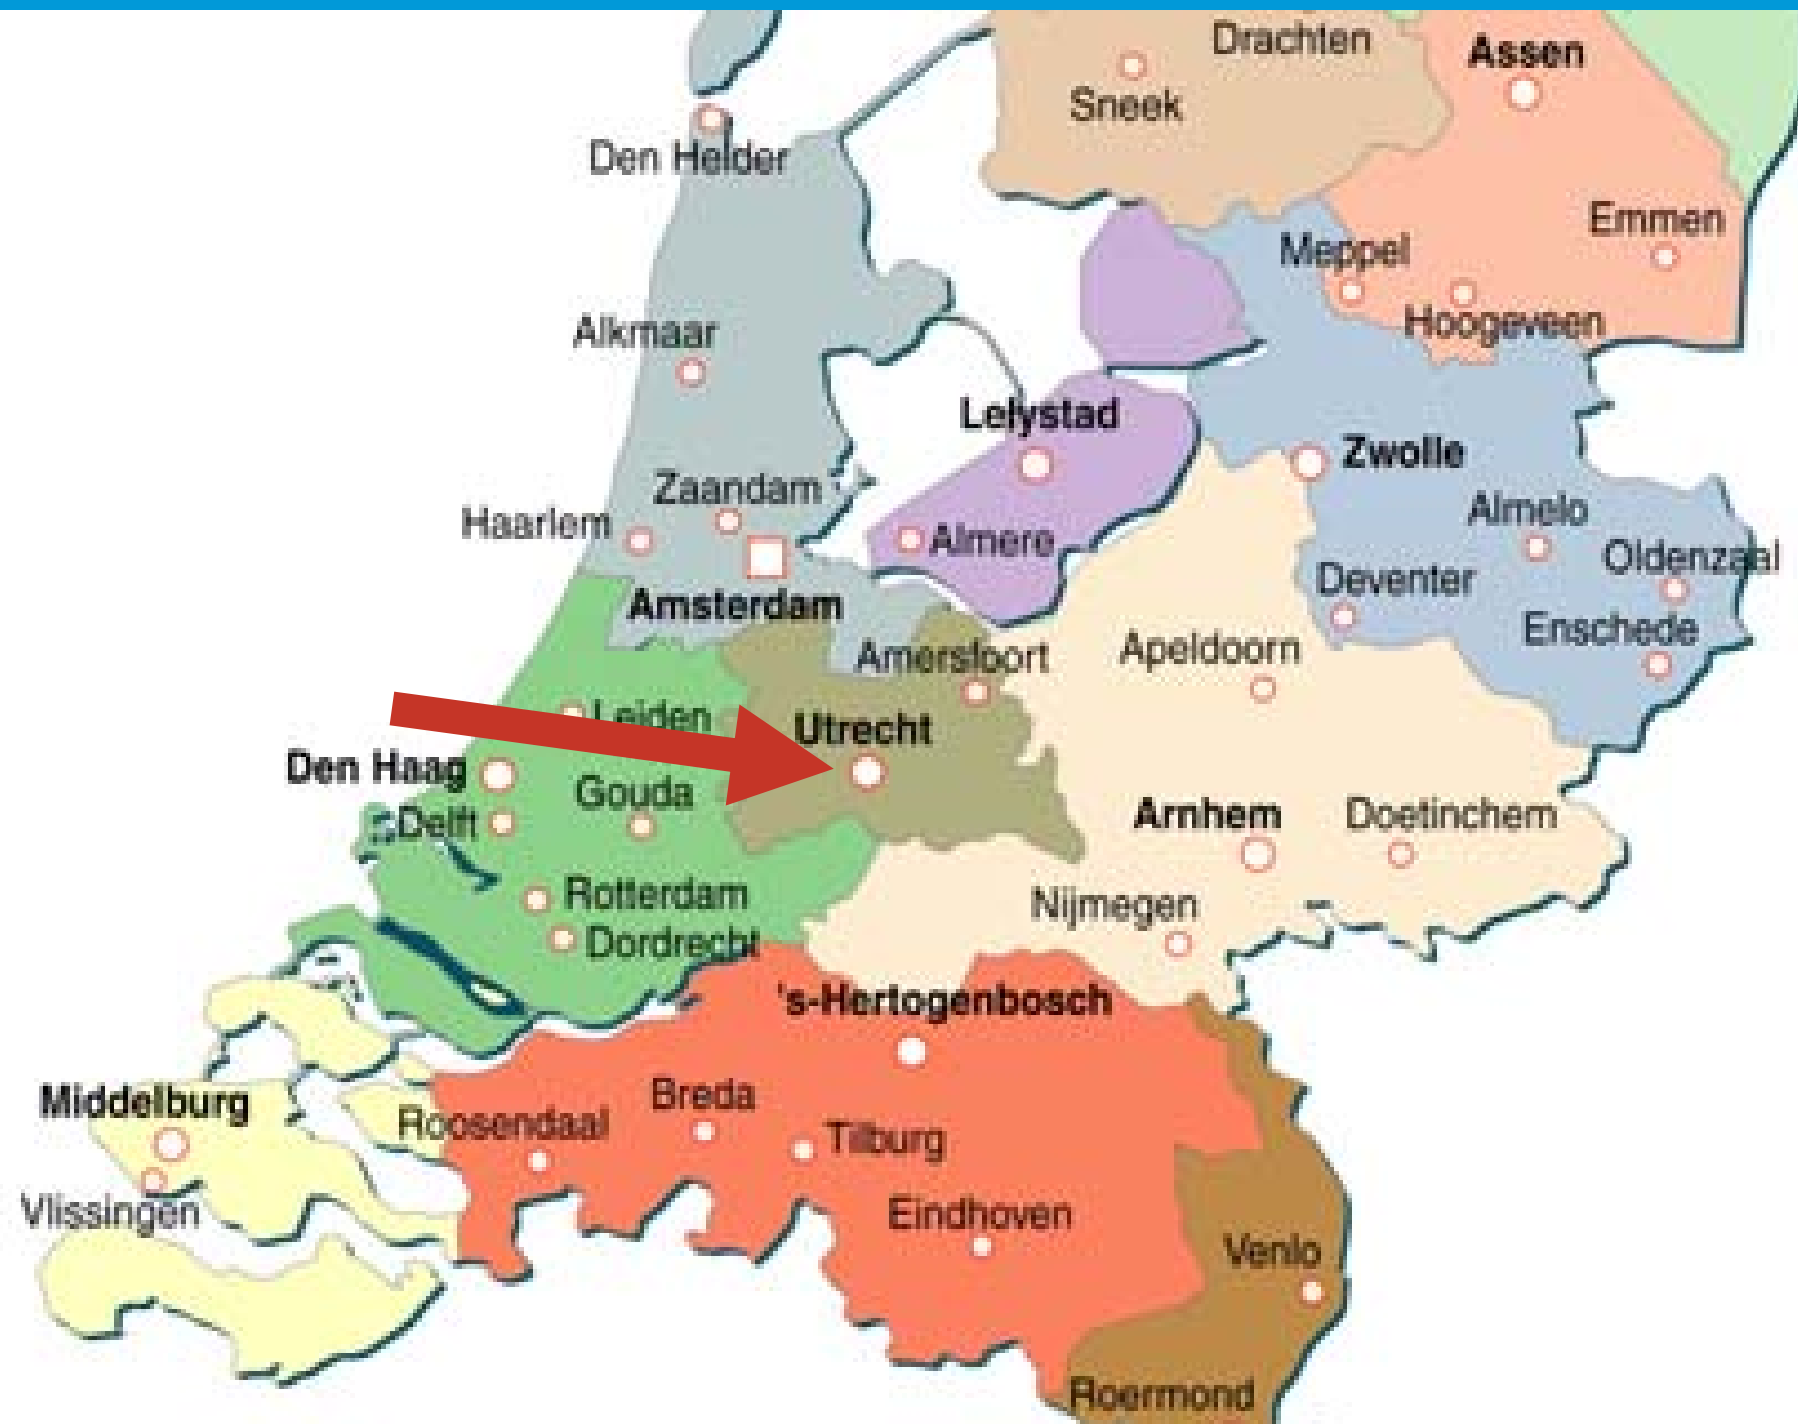 Drachten
Assen
Sneek
Den Helder
Emmen
Meppel
Hoogeveen
Alkmaar
Lelystad
Zwolle
Zaandam
Haarlem
Almelo
Almere
Oldenzaal
Deventer
Amsterdam
Enschede
Amersfoort
Apeldoorn
Leiden
Utrecht
Den Haag
Gouda
Delft
Arnhem
Doetinchem
Rotterdam
Nijmegen
Dordrecht
's-Hertogenbosch
Middelburg
Breda
Roosendaal
Tilburg
Vlissingen
Eindhoven
Venlo
Roermond